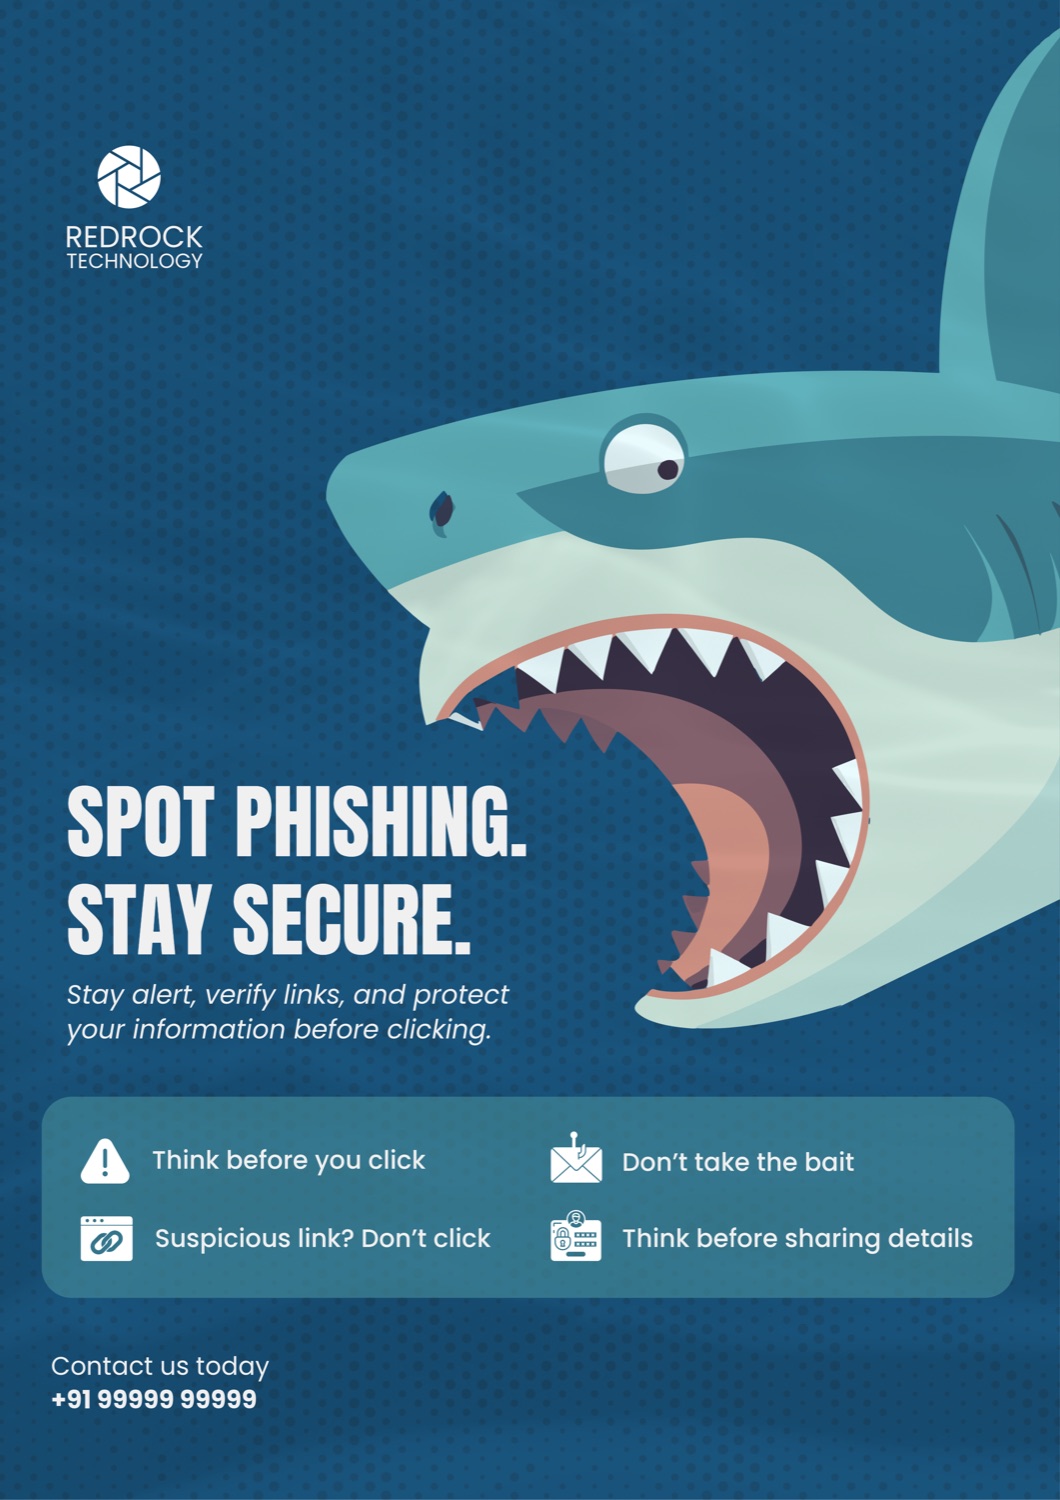 REDROCK
TECHNOLOGY
SPOT PHISHING.
STAY SECURE.
Stay alert, verify links, and protect
your information before clicking.
Think before you click
Don’t take the bait
Suspicious link? Don’t click
Think before sharing details
Contact us today
+91 99999 99999